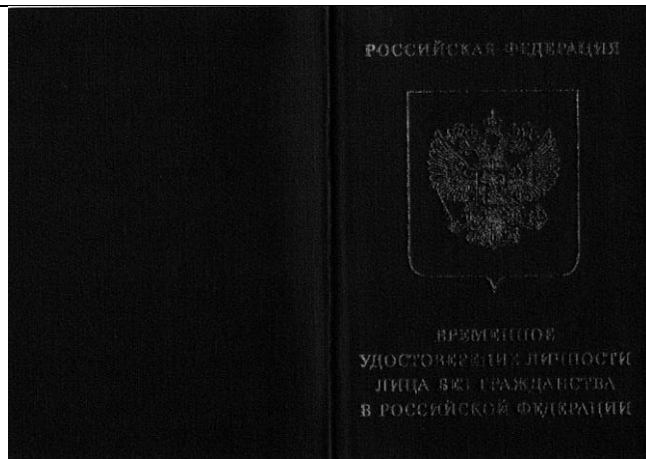 РОССИЙСКАЯ ФЕДЕРАЦИЯ
ВРЕМЕННОЕ
УДОСТОВЕРЕНИЕ ЛИЧНОСТИ
ЛИЦА БЕЗ ГРАЖДАНСТВА
В РОССИЙСКОЙ ФЕДЕРАЦИИ